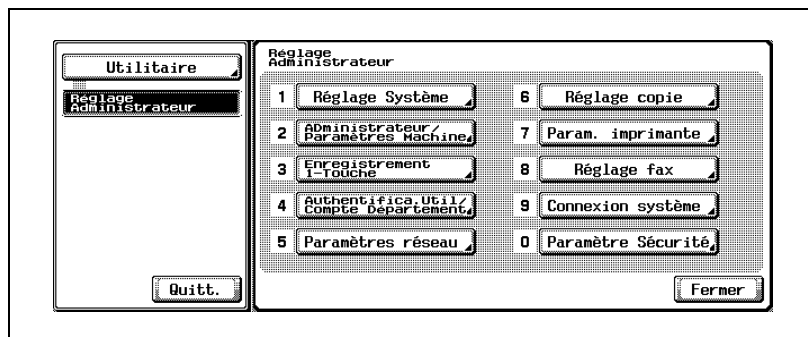 Utilitaire
Réglage
Administrateur
Quitt.
Réglage
Administrateur
1 Réglage Système
2 ADministrateur/
Paramètres Machine
3 Enregistrement
1-Touche
4 Authentifica.Util/
Compte Département
5 Paramètres réseau
6 Réglage copie
7 Param. imprimante
8 Réglage fax
9 Connexion système
0 Paramètre Sécurité
Fermer